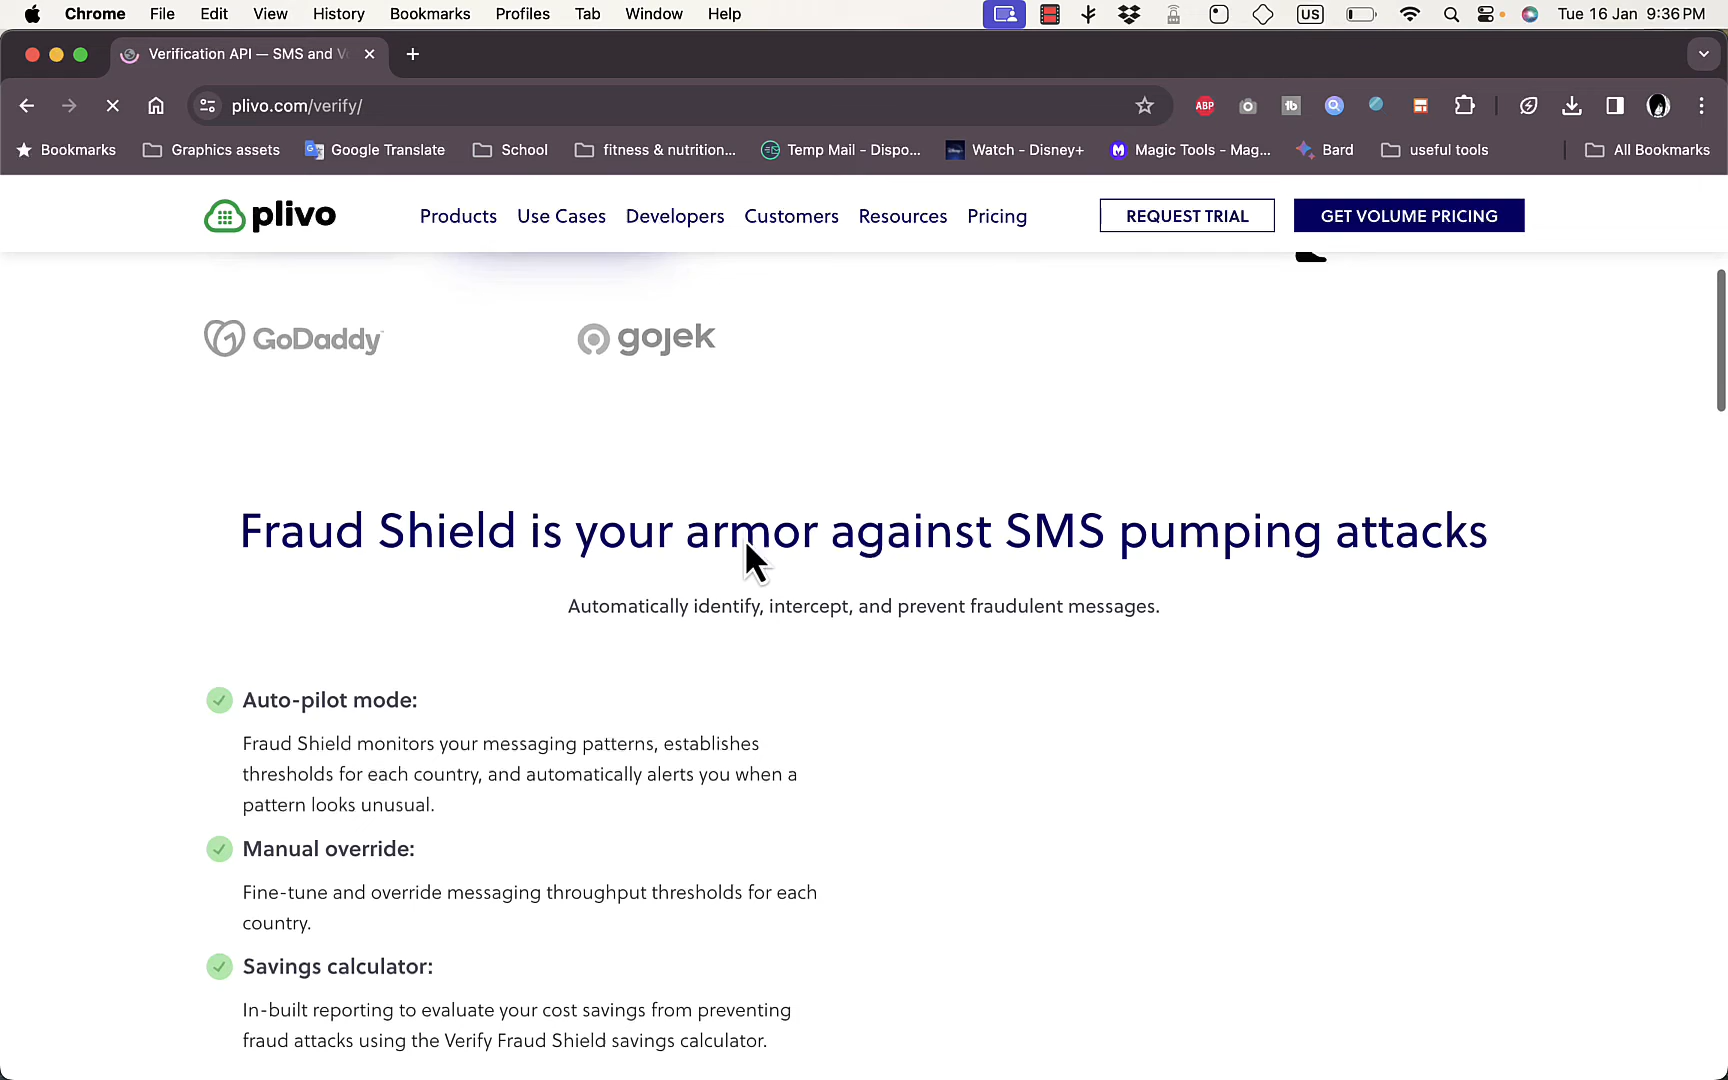 Chrome File Edit View History Bookmarks Profiles Tab Window Help US Tue 16 Jan 9:36 PM
Verification API — SMS and V
plivo.com/verify/ ABP tb
Bookmarks Graphics assets Google Translate School fitness & nutrition... Temp Mail - Dispo... Watch - Disney+ Magic Tools - Mag... Bard useful tools All Bookmarks
plivo Products Use Cases Developers Customers Resources Pricing REQUEST TRIAL GET VOLUME PRICING
GoDaddy gojek
Fraud Shield is your armor against SMS pumping attacks
Automatically identify, intercept, and prevent fraudulent messages.
Auto-pilot mode:
Fraud Shield monitors your messaging patterns, establishes
thresholds for each country, and automatically alerts you when a
pattern looks unusual.
Manual override:
Fine-tune and override messaging throughput thresholds for each
country.
Savings calculator:
In-built reporting to evaluate your cost savings from preventing
fraud attacks using the Verify Fraud Shield savings calculator.